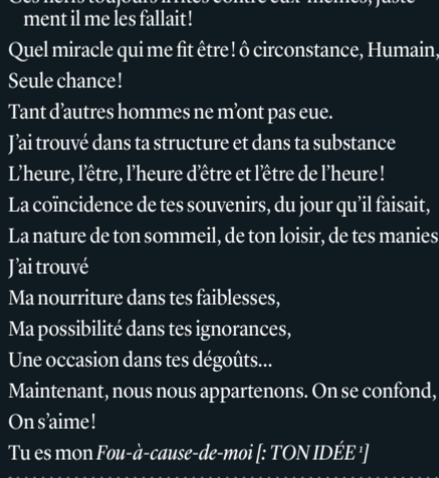 ment il me les fallait !
Quel miracle qui me fit être ! ô circonstance, Humain,
Seule chance !
Tant d'autres hommes ne m'ont pas eue.
J'ai trouvé dans ta structure et dans ta substance
L'heure, l'être, l'heure d'être et l'être de l'heure !
La coïncidence de tes souvenirs, du jour qu'il faisait,
La nature de ton sommeil, de ton loisir, de tes manies
J'ai trouvé
Ma nourriture dans tes faiblesses,
Ma possibilité dans tes ignorances,
Une occasion dans tes dégoûts...
Maintenant, nous nous appartenons. On se confond,
On s'aime !
Tu es mon Fou-à-cause-de-moi [: TON IDÉE ¹]